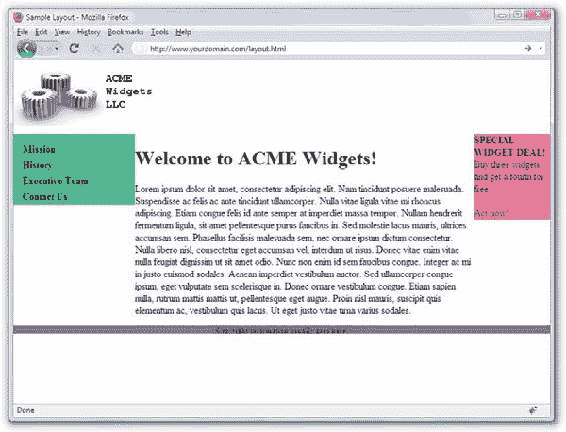 Sample Layout - Mozilla Firefox
File Edit View History Bookmarks Tools Help
http://www.yourdomain.com/layout.html
ACME
Widgets
LLC
Mission
History
Executive Team
Contact Us
Welcome to ACME Widgets!
Lorem ipsum dolor sit amet, consectetur adipiscing elit. Nam tincidunt posuere malesuada.
Suspendisse ac felis ac ante tincidunt ullamcorper. Nulla vitae ligula vitae mi rhoncus
adipiscing. Etiam congue felis id ante semper at imperdiet massa tempor. Nullam hendrerit
fermentum ligula, sit amet pellentesque purus faucibus in. Sed molestie lacus mauris, ultrices
accumsan sem. Phasellus facilisis malesuada sem, nec ornare ipsum dictum consectetur.
Nulla libero nisl, consectetur eget accumsan vel, interdum ut risus. Donec vitae enim vitae
nulla feugiat dignissim ut sit amet odio. Nunc non enim id sem faucibus congue. Integer ac mi
in justo euismod sodales. Aenean imperdiet vestibulum auctor. Sed ullamcorper congue
ipsum, eget vulputate sem scelerisque in. Donec ornare vestibulum congue. Etiam sapien
nulla, rutrum mattis mattis ut, pellentesque eget augue. Proin nisl mauris, suscipit quis
elementum ac, vestibulum quis lacus. Ut eget justo vitae urna varius sodales.
SPECIAL
WIDGET DEAL!
Buy three widgets
and get a fourth for
free
Act now!
Done